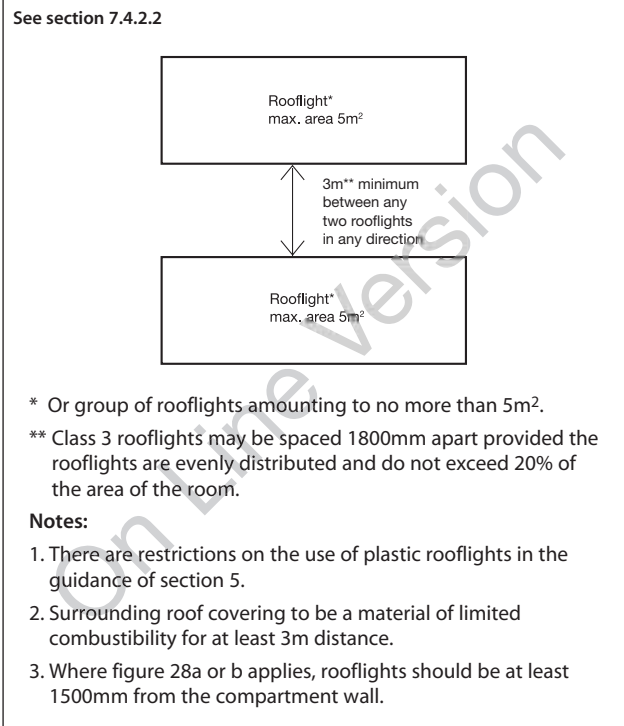 See section 7.4.2.2
Rooflight*
max. area 5m²
3m** minimum
between any
two rooflights
in any direction
Rooflight*
max. area 5m²
* Or group of rooflights amounting to no more than 5m².
** Class 3 rooflights may be spaced 1800mm apart provided the
rooflights are evenly distributed and do not exceed 20% of
the area of the room.
Notes:
1. There are restrictions on the use of plastic rooflights in the
guidance of section 5.
2. Surrounding roof covering to be a material of limited
combustibility for at least 3m distance.
3. Where figure 28a or b applies, rooflights should be at least
1500mm from the compartment wall.
On Line Version